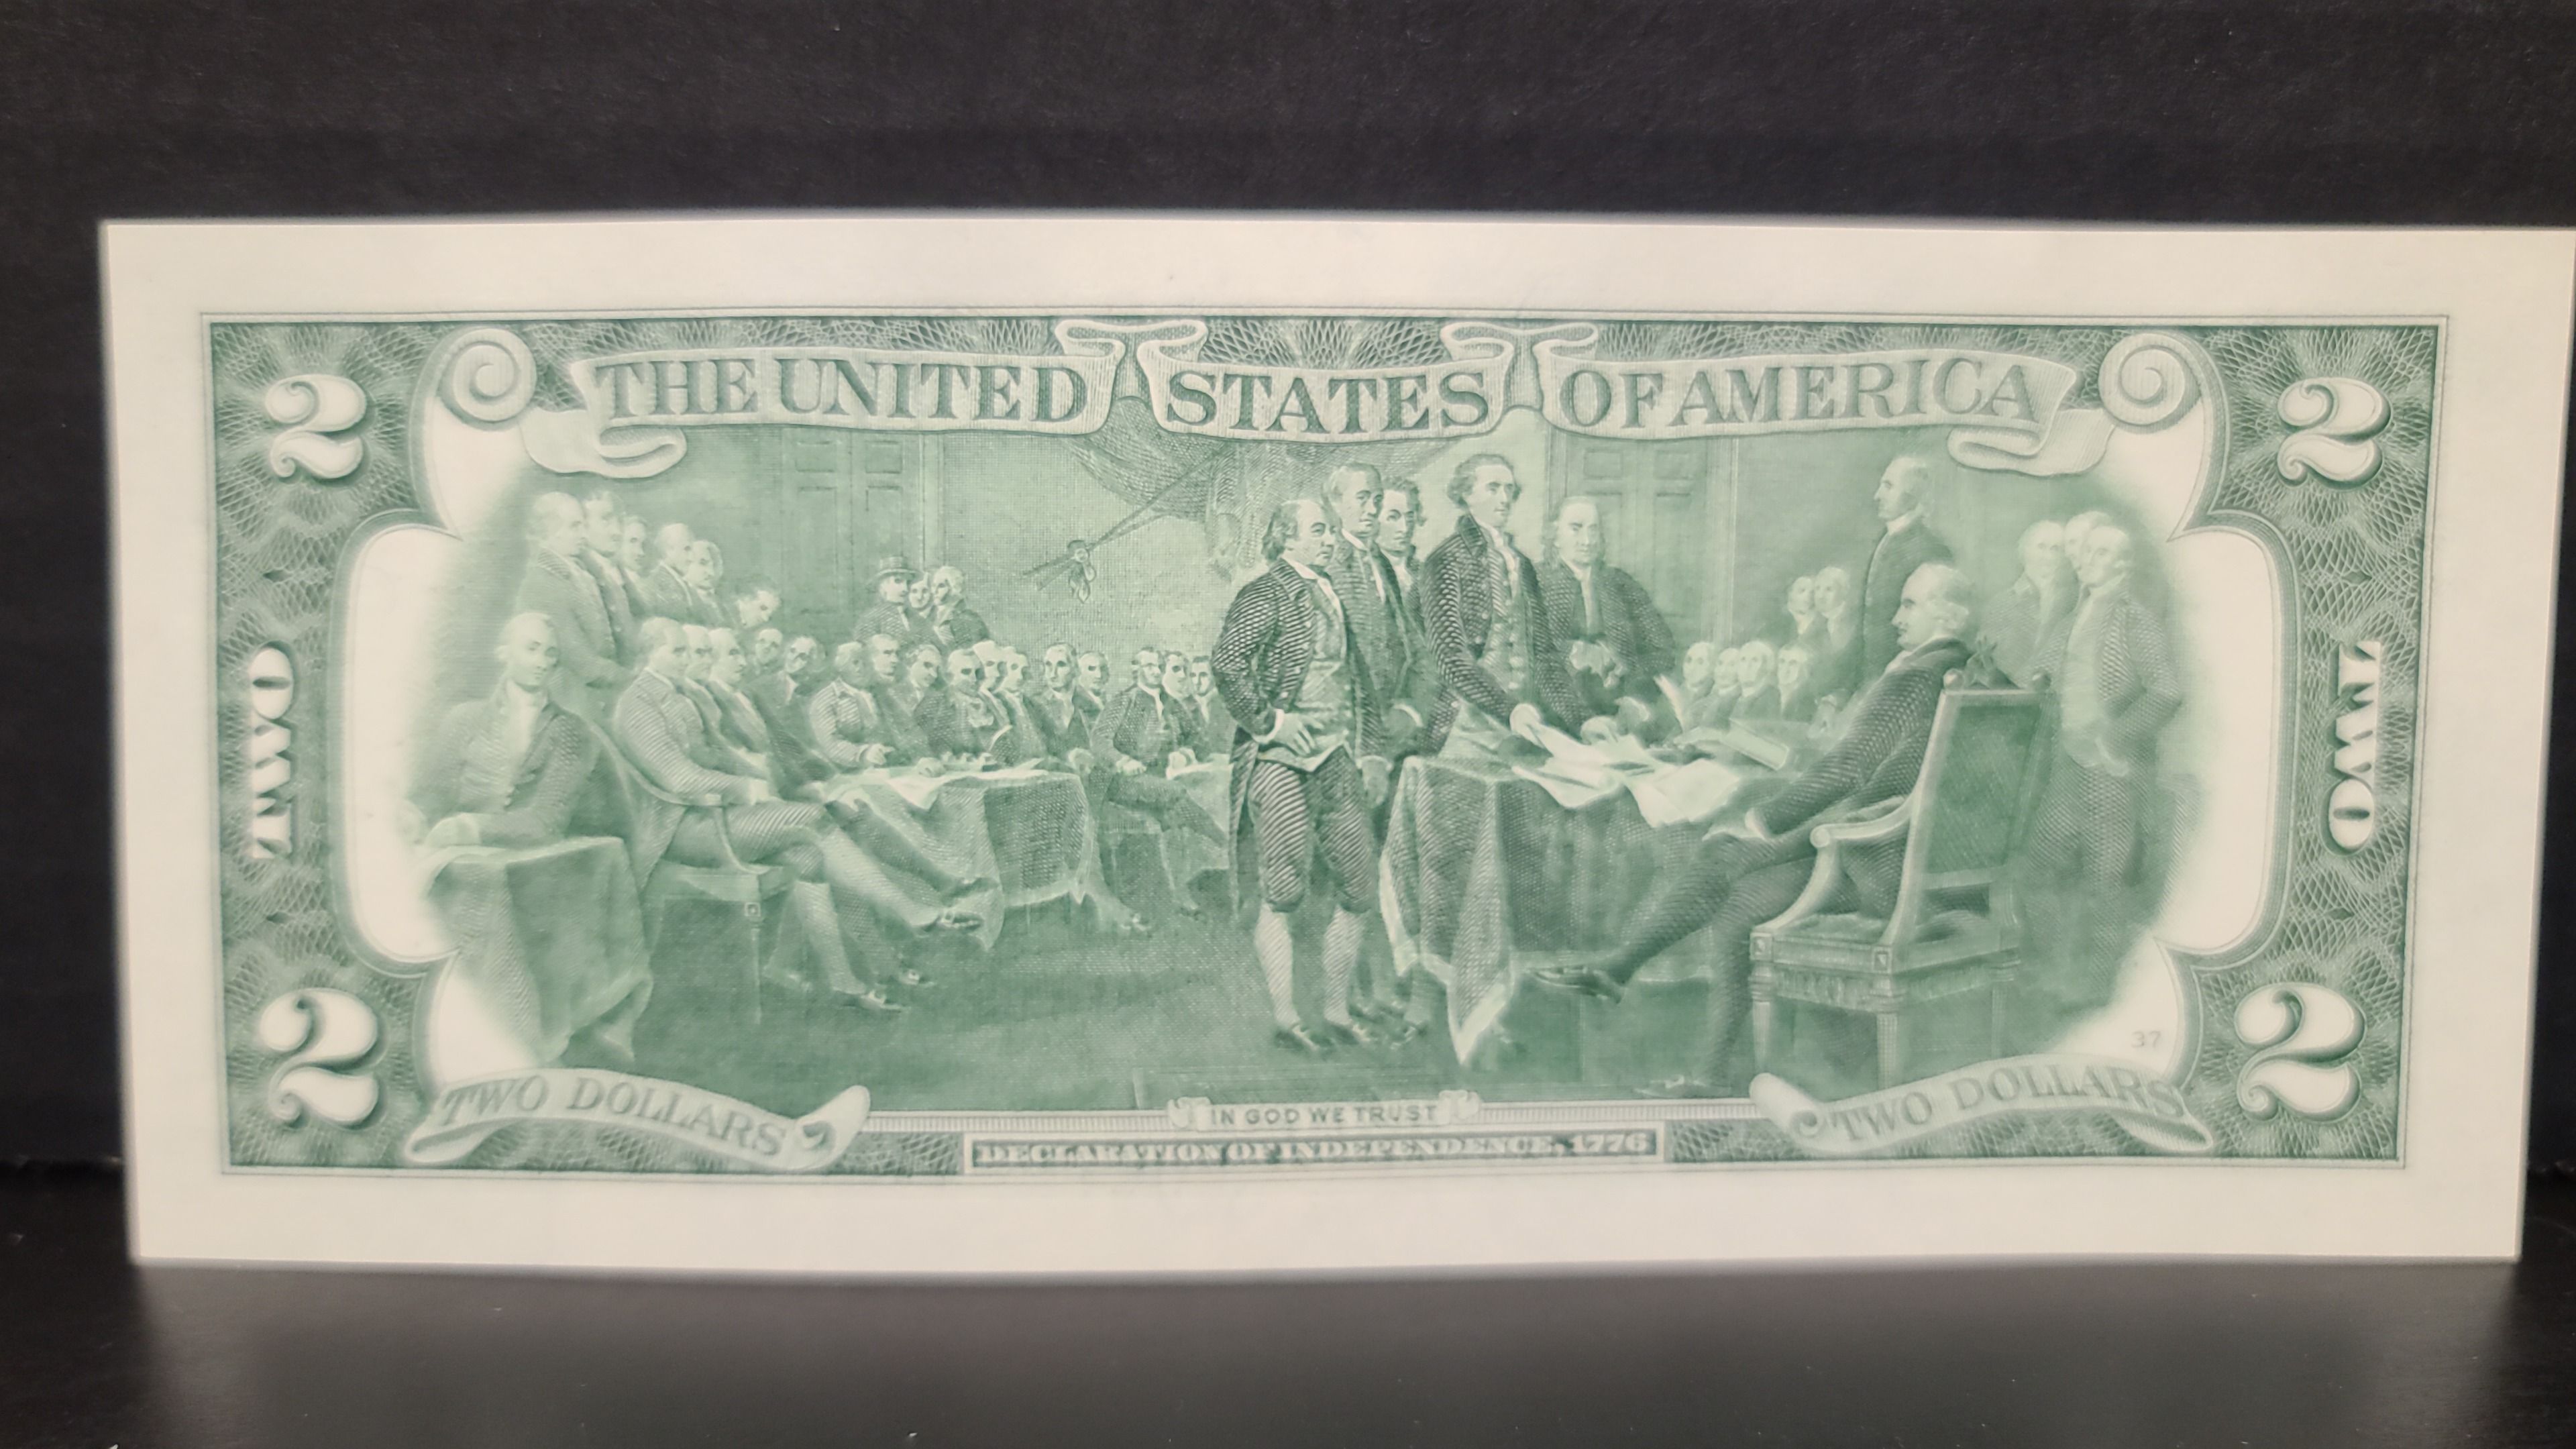 THE UNITED STATES OF AMERICA
2
2
TWO
TWO
37
2
2
TWO DOLLARS
TWO DOLLARS
IN GOD WE TRUST
DECLARATION OF INDEPENDENCE, 1776